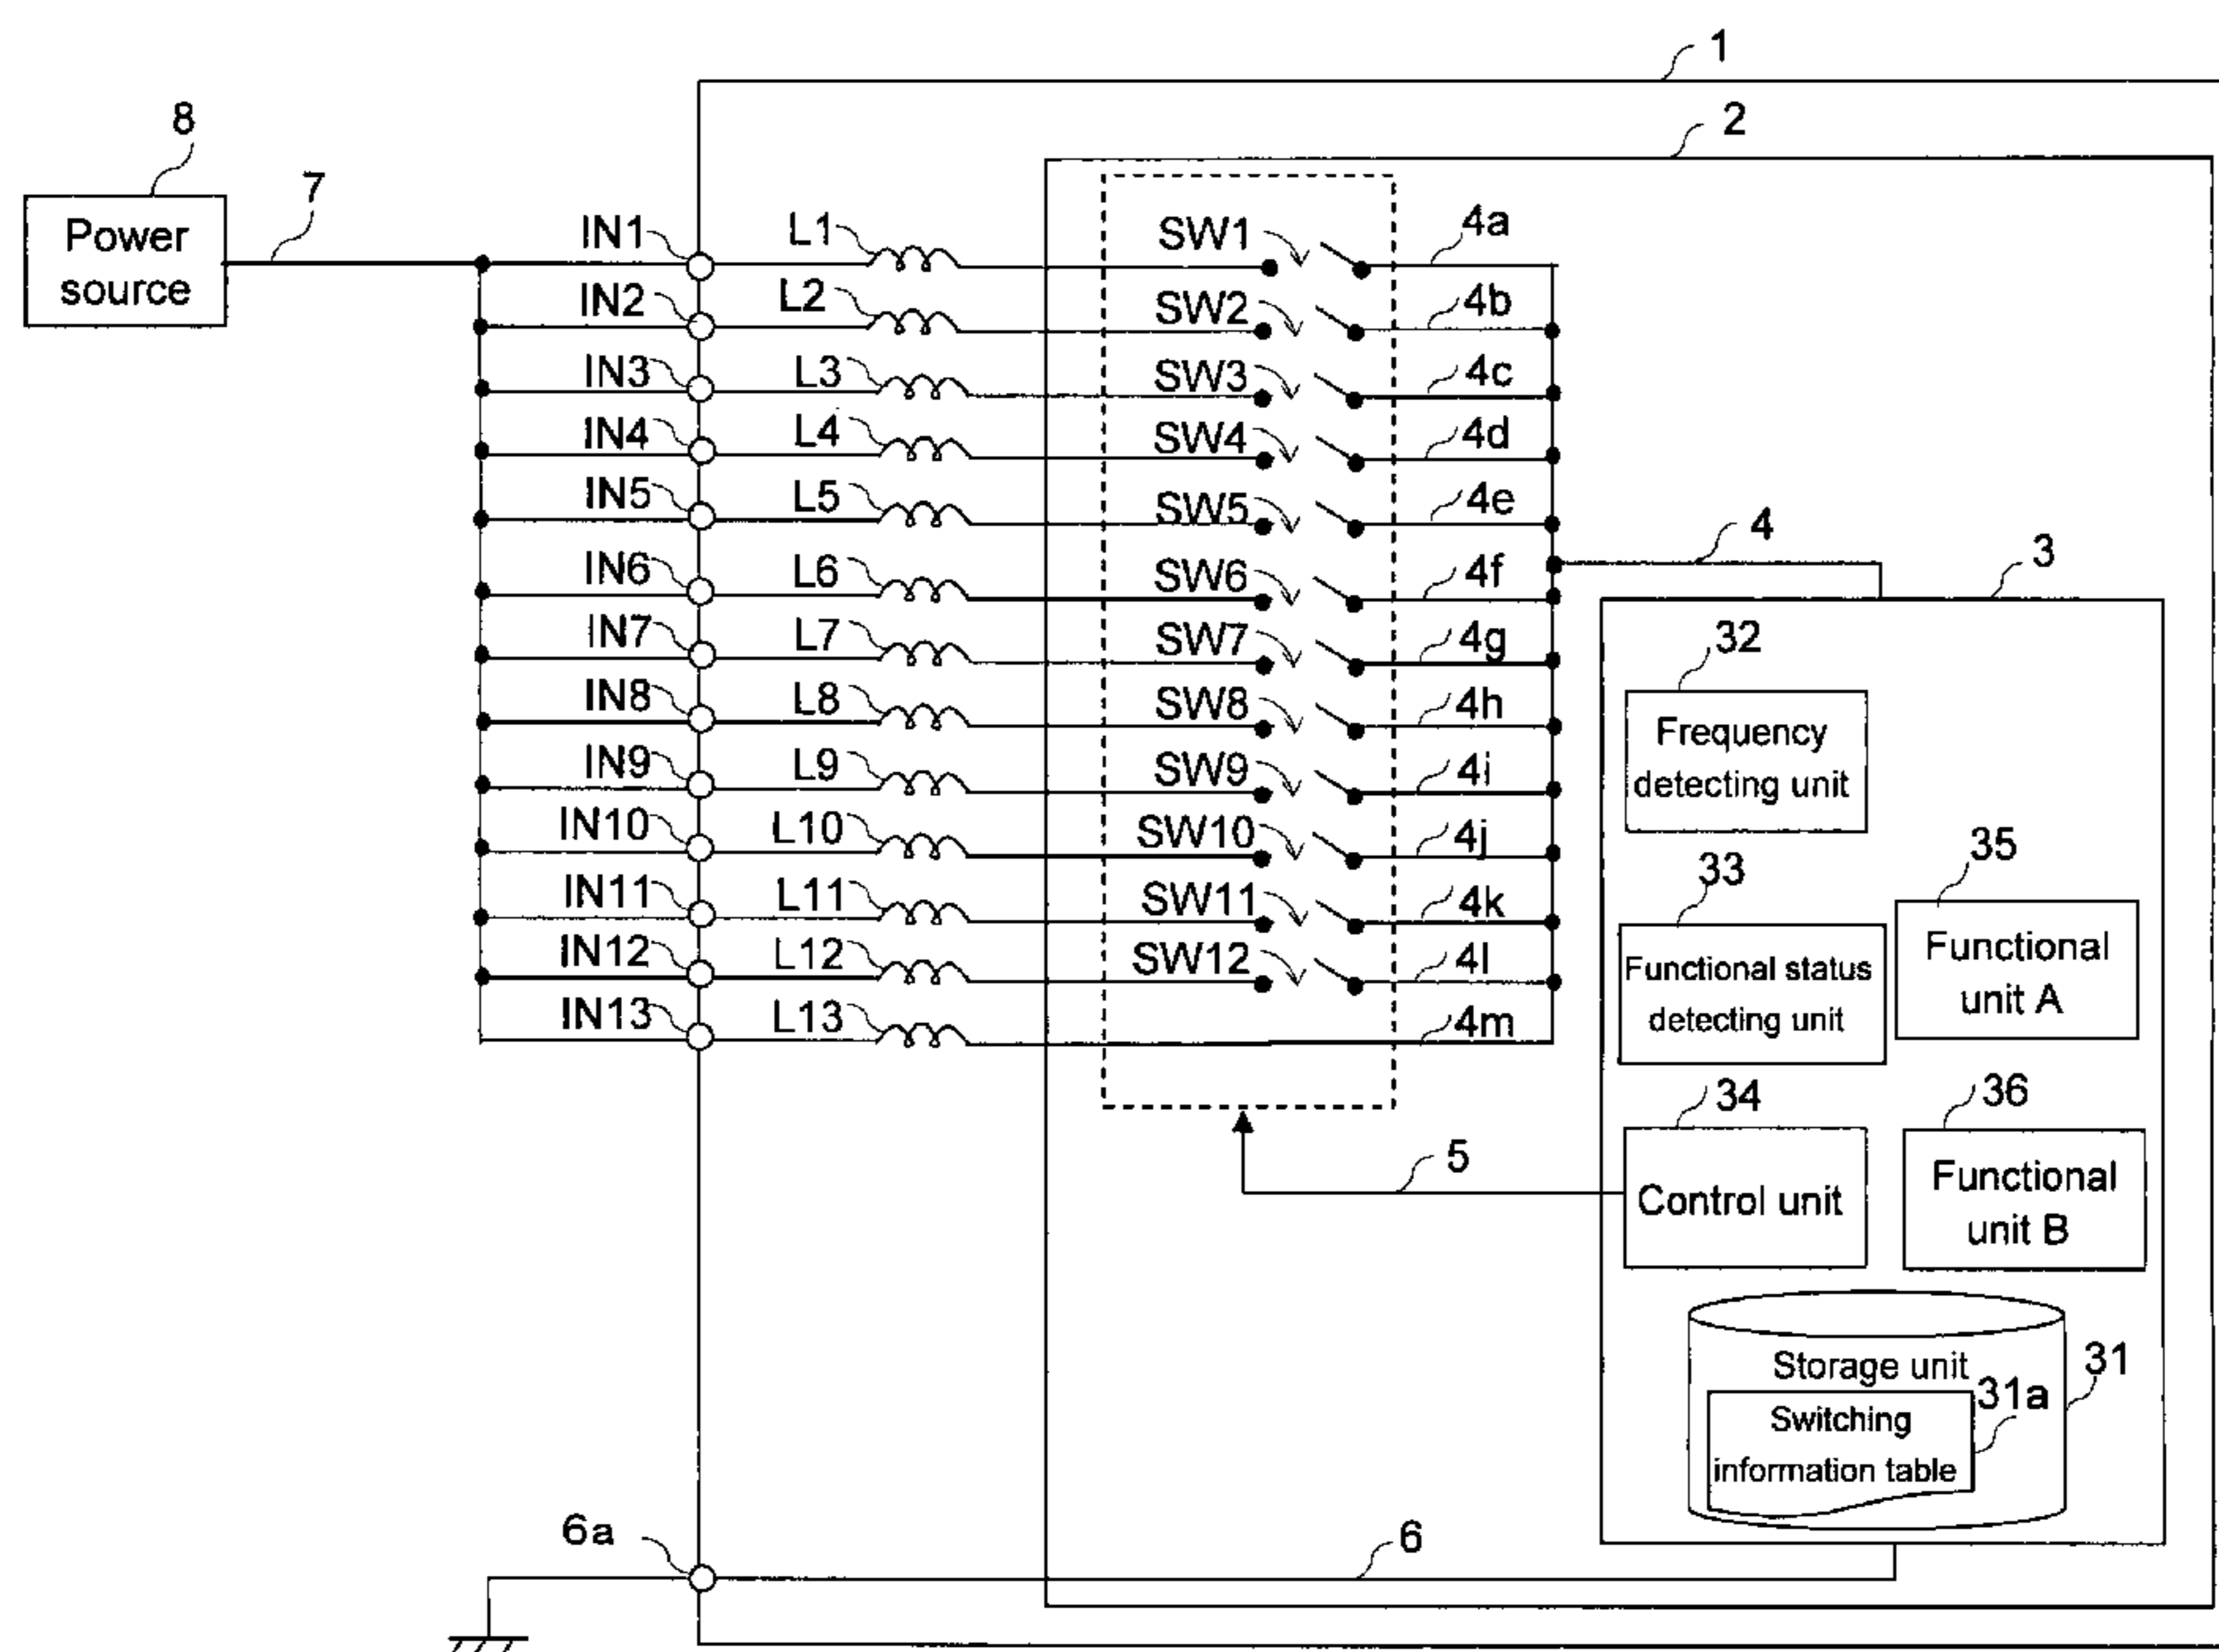 1
2
8
7
Power
source
IN1
L1
SW1
4a
IN2
L2
SW2
4b
IN3
L3
SW3
4c
IN4
L4
SW4
4d
IN5
L5
SW5
4e
4
3
IN6
L6
SW6
4f
IN7
L7
SW7
4g
32
IN8
L8
SW8
4h
Frequency
detecting unit
IN9
L9
SW9
4i
IN10
L10
SW10
4j
33
35
IN11
L11
SW11
4k
IN12
L12
SW12
4l
Functional status
detecting unit
Functional
unit A
IN13
L13
4m
34
36
5
Control unit
Functional
unit B
Storage unit
31
31a
Switching
information table
6a
6